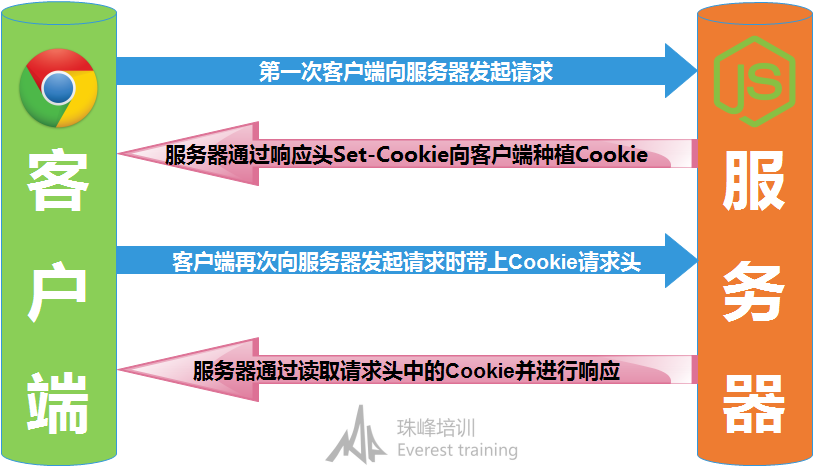 第一次客户端向服务器发起请求
JS
服务器通过响应头Set-Cookie向客户端种植Cookie
客户端
服务器
客户端再次向服务器发起请求时带上Cookie请求头
服务器通过读取请求头中的Cookie并进行响应
珠峰培训
Everest training